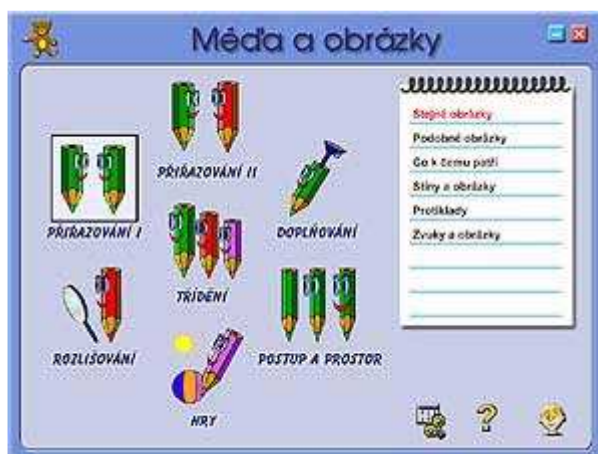 Méďa a obrázky
PŘIŘAZOVÁNÍ II
PŘIŘAZOVÁNÍ I
DOPLŇOVÁNÍ
TŘÍDĚNÍ
ROZLIŠOVÁNÍ
POSTUP A PROSTOR
HRY
Stejné obrázky
Podobné obrázky
Co k čemu patří
Stíny a obrázky
Protiklady
Zvuky a obrázky
?